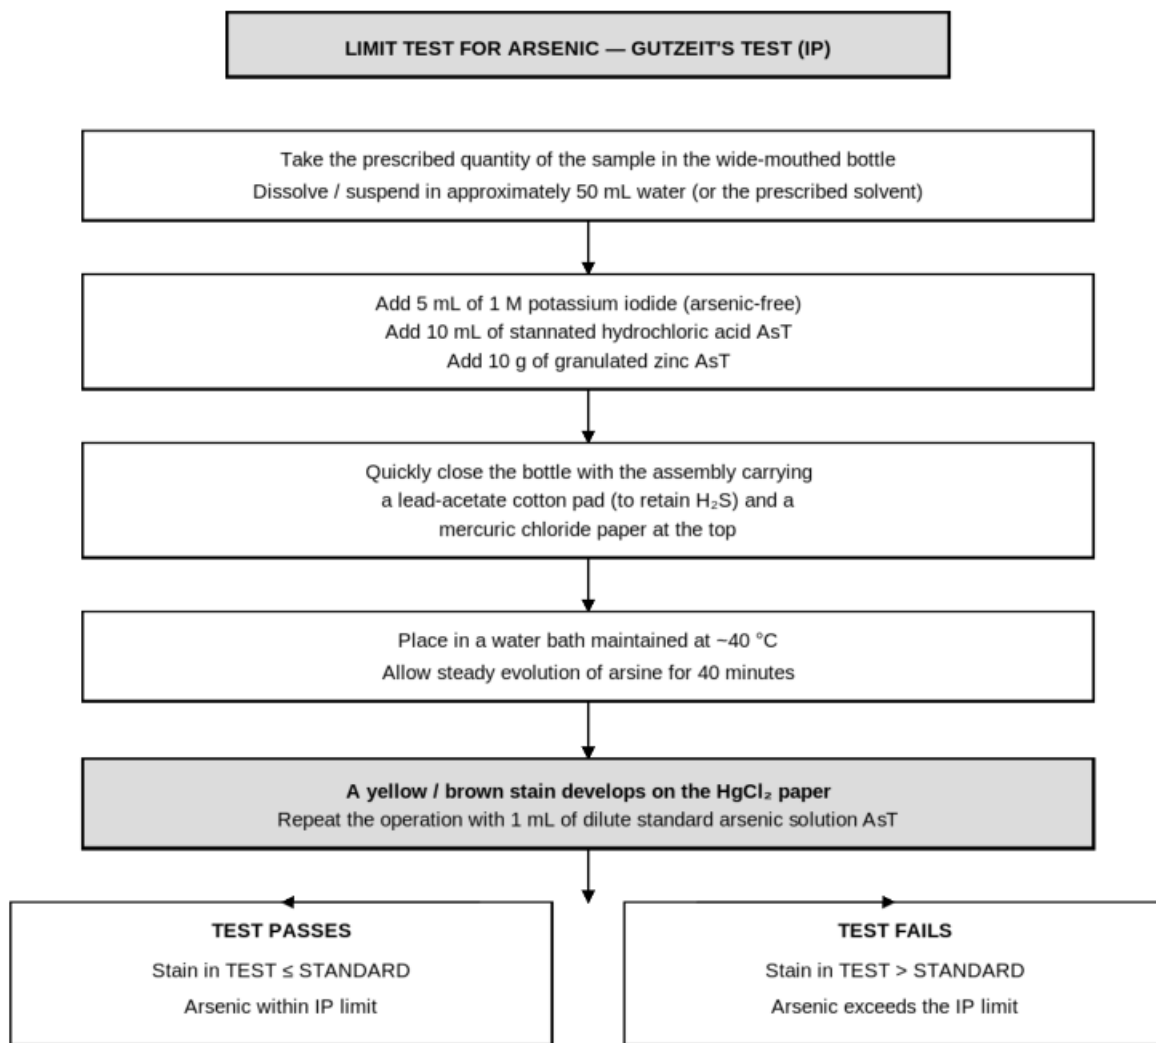 LIMIT TEST FOR ARSENIC — GUTZEIT'S TEST (IP)
Take the prescribed quantity of the sample in the wide-mouthed bottle
Dissolve / suspend in approximately 50 mL water (or the prescribed solvent)
Add 5 mL of 1 M potassium iodide (arsenic-free)
Add 10 mL of stannated hydrochloric acid AsT
Add 10 g of granulated zinc AsT
Quickly close the bottle with the assembly carrying
a lead-acetate cotton pad (to retain H₂S) and a
mercuric chloride paper at the top
Place in a water bath maintained at ~40 °C
Allow steady evolution of arsine for 40 minutes
A yellow / brown stain develops on the HgCl₂ paper
Repeat the operation with 1 mL of dilute standard arsenic solution AsT
TEST PASSES
Stain in TEST ≤ STANDARD
Arsenic within IP limit
TEST FAILS
Stain in TEST > STANDARD
Arsenic exceeds the IP limit